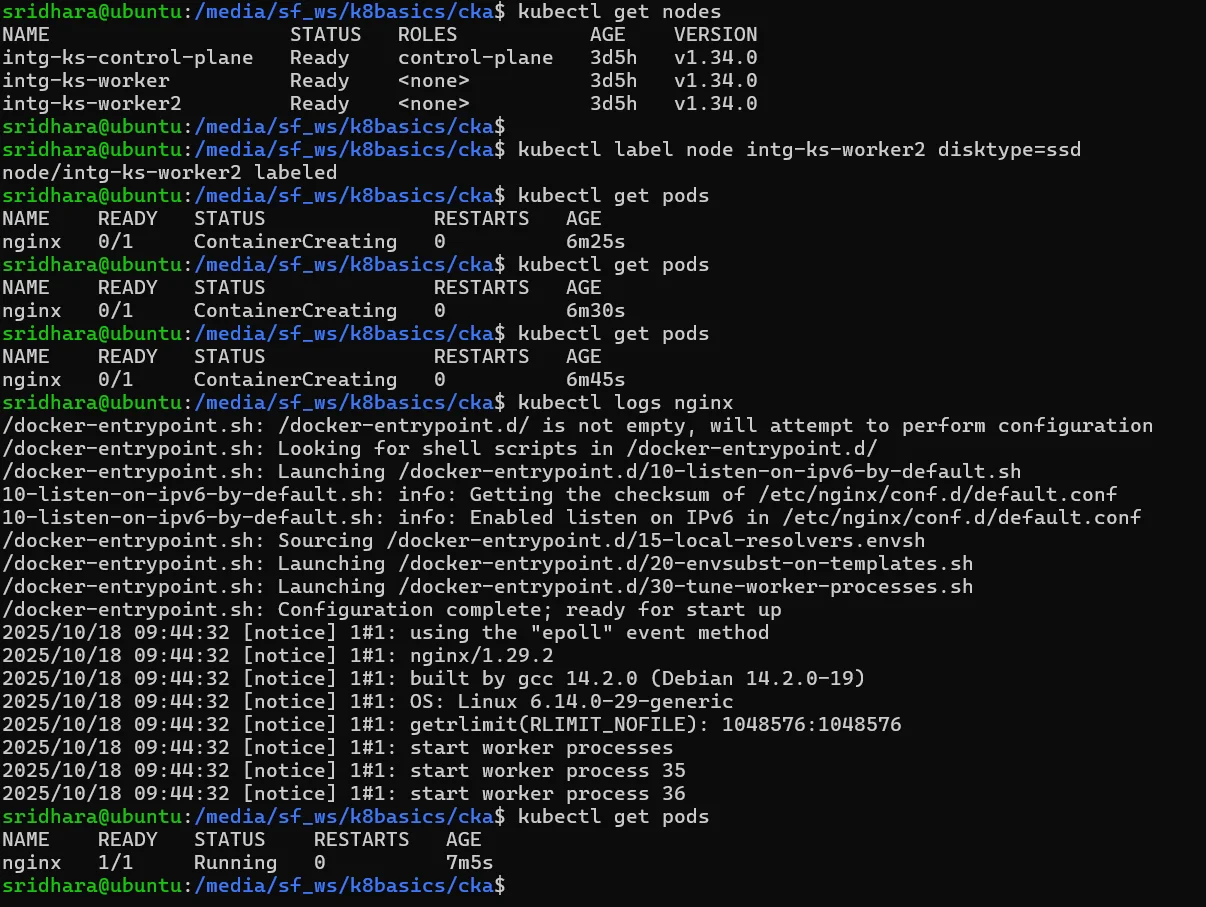 sridhara@ubuntu:/media/sf_ws/k8basics/cka$ kubectl get nodes
NAME                    STATUS   ROLES           AGE    VERSION
intg-ks-control-plane   Ready    control-plane   3d5h   v1.34.0
intg-ks-worker          Ready    <none>          3d5h   v1.34.0
intg-ks-worker2         Ready    <none>          3d5h   v1.34.0
sridhara@ubuntu:/media/sf_ws/k8basics/cka$
sridhara@ubuntu:/media/sf_ws/k8basics/cka$ kubectl label node intg-ks-worker2 disktype=ssd
node/intg-ks-worker2 labeled
sridhara@ubuntu:/media/sf_ws/k8basics/cka$ kubectl get pods
NAME    READY   STATUS              RESTARTS   AGE
nginx   0/1     ContainerCreating   0          6m25s
sridhara@ubuntu:/media/sf_ws/k8basics/cka$ kubectl get pods
NAME    READY   STATUS              RESTARTS   AGE
nginx   0/1     ContainerCreating   0          6m30s
sridhara@ubuntu:/media/sf_ws/k8basics/cka$ kubectl get pods
NAME    READY   STATUS              RESTARTS   AGE
nginx   0/1     ContainerCreating   0          6m45s
sridhara@ubuntu:/media/sf_ws/k8basics/cka$ kubectl logs nginx
/docker-entrypoint.sh: /docker-entrypoint.d/ is not empty, will attempt to perform configuration
/docker-entrypoint.sh: Looking for shell scripts in /docker-entrypoint.d/
/docker-entrypoint.sh: Launching /docker-entrypoint.d/10-listen-on-ipv6-by-default.sh
10-listen-on-ipv6-by-default.sh: info: Getting the checksum of /etc/nginx/conf.d/default.conf
10-listen-on-ipv6-by-default.sh: info: Enabled listen on IPv6 in /etc/nginx/conf.d/default.conf
/docker-entrypoint.sh: Sourcing /docker-entrypoint.d/15-local-resolvers.envsh
/docker-entrypoint.sh: Launching /docker-entrypoint.d/20-envsubst-on-templates.sh
/docker-entrypoint.sh: Launching /docker-entrypoint.d/30-tune-worker-processes.sh
/docker-entrypoint.sh: Configuration complete; ready for start up
2025/10/18 09:44:32 [notice] 1#1: using the "epoll" event method
2025/10/18 09:44:32 [notice] 1#1: nginx/1.29.2
2025/10/18 09:44:32 [notice] 1#1: built by gcc 14.2.0 (Debian 14.2.0-19)
2025/10/18 09:44:32 [notice] 1#1: OS: Linux 6.14.0-29-generic
2025/10/18 09:44:32 [notice] 1#1: getrlimit(RLIMIT_NOFILE): 1048576:1048576
2025/10/18 09:44:32 [notice] 1#1: start worker processes
2025/10/18 09:44:32 [notice] 1#1: start worker process 35
2025/10/18 09:44:32 [notice] 1#1: start worker process 36
sridhara@ubuntu:/media/sf_ws/k8basics/cka$ kubectl get pods
NAME    READY   STATUS    RESTARTS   AGE
nginx   1/1     Running   0          7m5s
sridhara@ubuntu:/media/sf_ws/k8basics/cka$